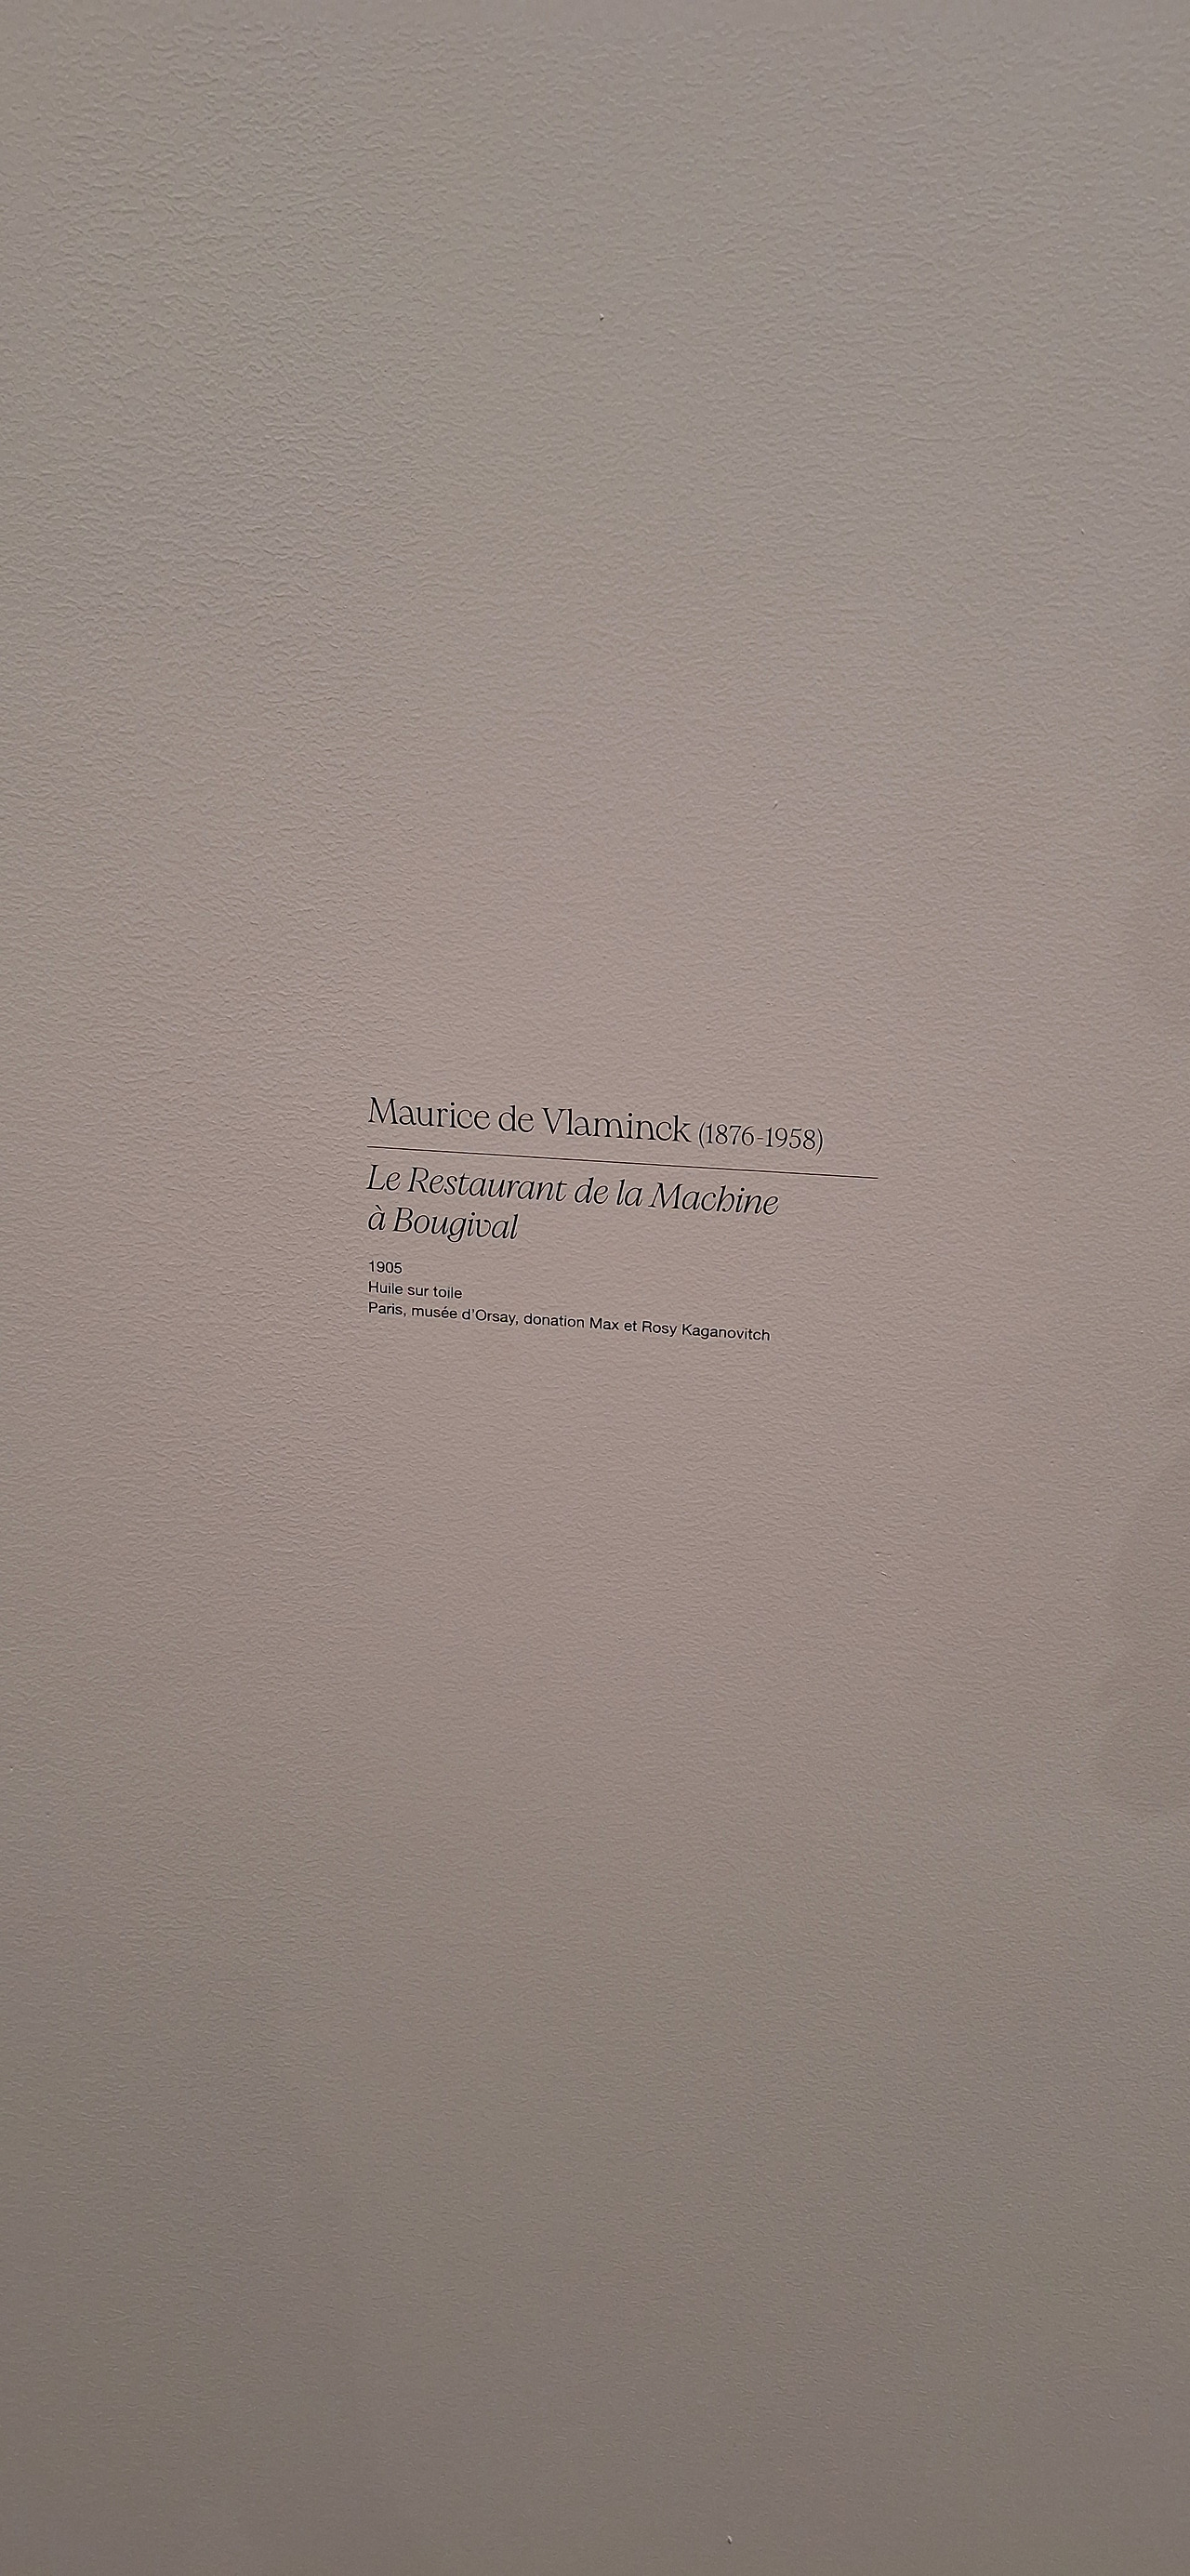 Maurice de Vlaminck (1876-1958)
Le Restaurant de la Machine
à Bougival
1905
Huile sur toile
Paris, musée d'Orsay, donation Max et Rosy Kaganovitch